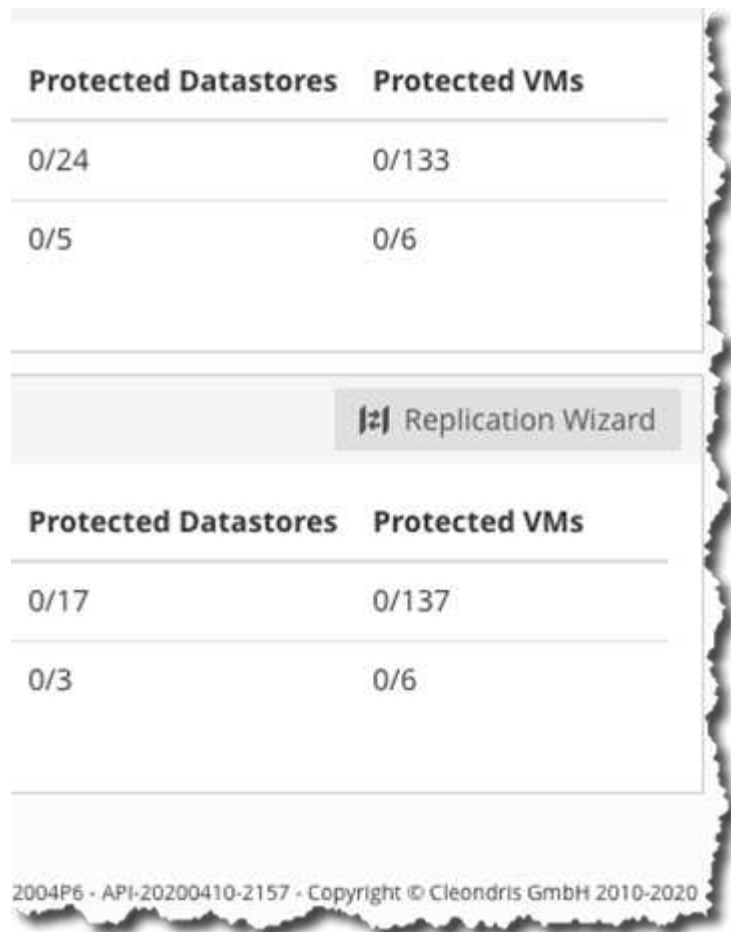 Protected Datastores Protected VMs
0/24 0/133
0/5 0/6
Replication Wizard
Protected Datastores Protected VMs
0/17 0/137
0/3 0/6
2004P6 - API-20200410-2157 - Copyright © Cleondris GmbH 2010-2020